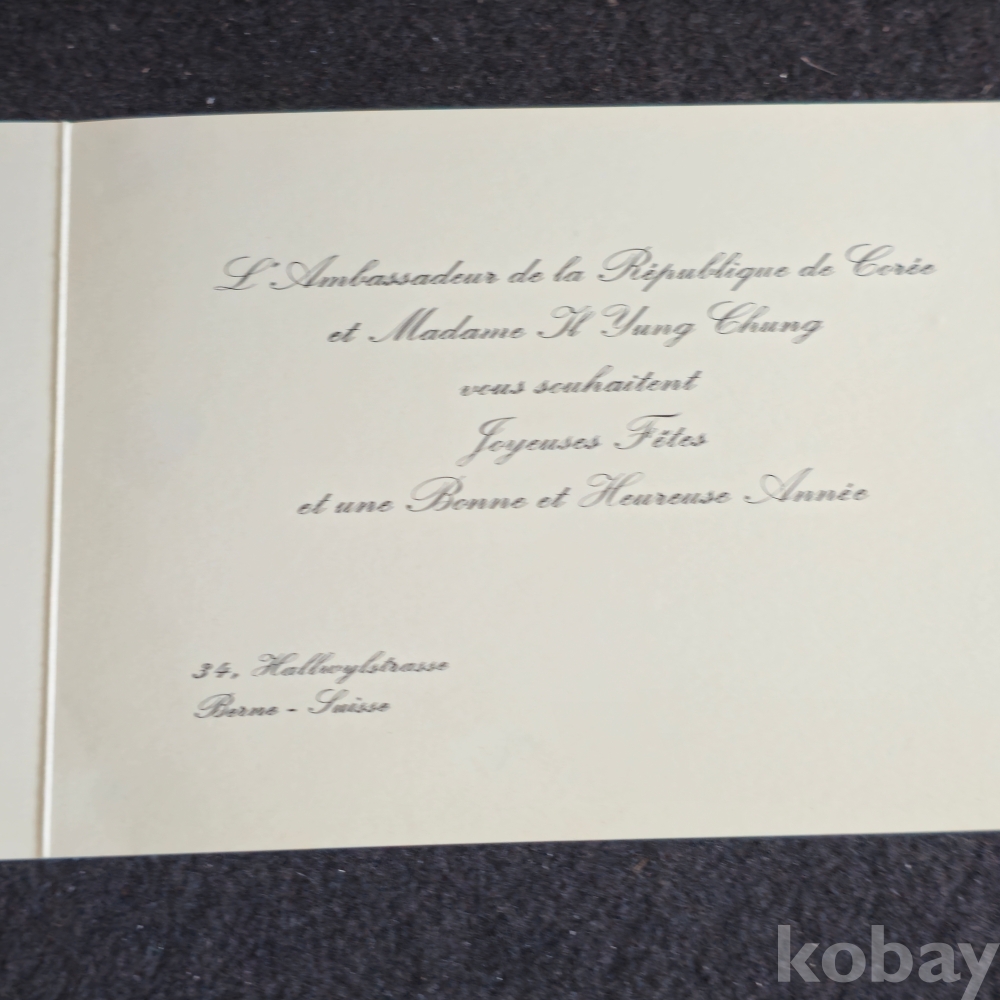 L'Ambassadeur de la République de Corée
et Madame Il Yung Chung
vous souhaitent
Joyeuses Fêtes
et une Bonne et Heureuse Année
34, Hallwylstrasse
Berne - Suisse
kobay